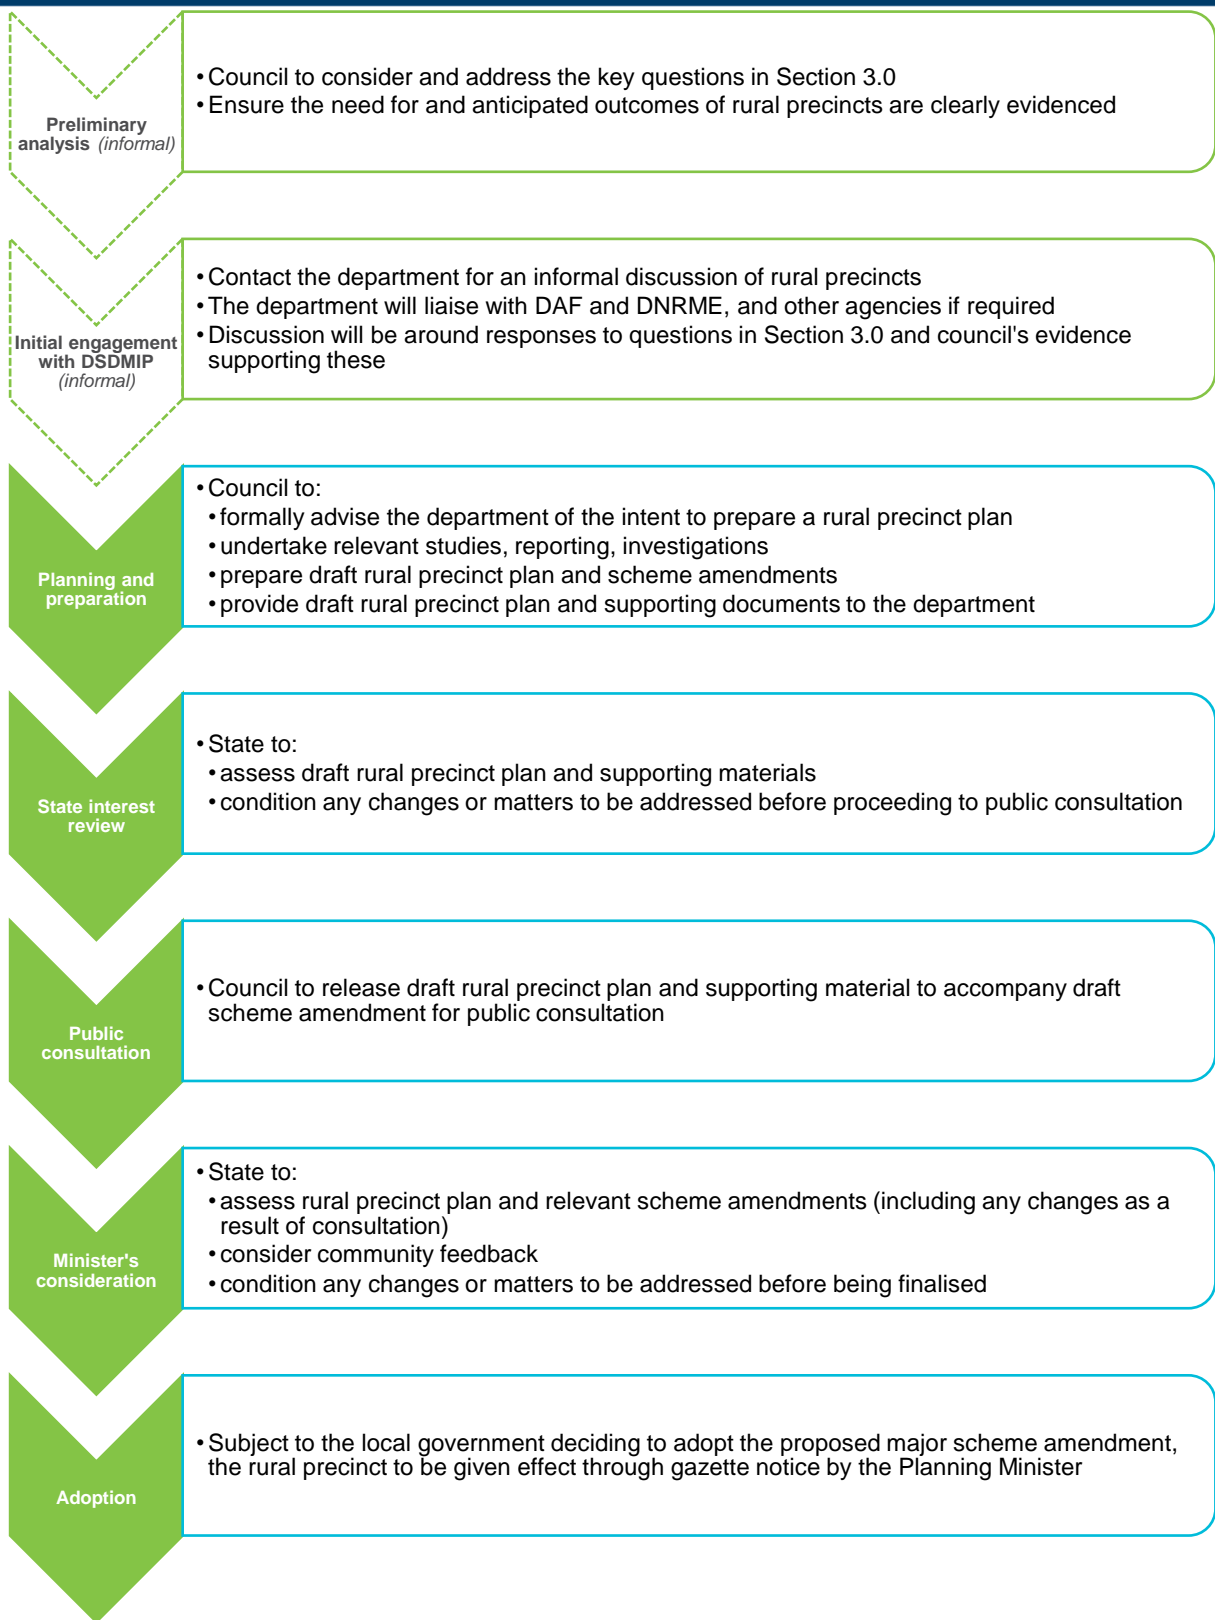 Preliminary
analysis (informal)
• Council to consider and address the key questions in Section 3.0
• Ensure the need for and anticipated outcomes of rural precincts are clearly evidenced
Initial engagement
with DSDMIP
(informal)
• Contact the department for an informal discussion of rural precincts
• The department will liaise with DAF and DNRME, and other agencies if required
• Discussion will be around responses to questions in Section 3.0 and council's evidence
supporting these
Planning and
preparation
• Council to:
• formally advise the department of the intent to prepare a rural precinct plan
• undertake relevant studies, reporting, investigations
• prepare draft rural precinct plan and scheme amendments
• provide draft rural precinct plan and supporting documents to the department
State interest
review
• State to:
• assess draft rural precinct plan and supporting materials
• condition any changes or matters to be addressed before proceeding to public consultation
Public
consultation
• Council to release draft rural precinct plan and supporting material to accompany draft
scheme amendment for public consultation
Minister's
consideration
• State to:
• assess rural precinct plan and relevant scheme amendments (including any changes as a
result of consultation)
• consider community feedback
• condition any changes or matters to be addressed before being finalised
Adoption
• Subject to the local government deciding to adopt the proposed major scheme amendment,
the rural precinct to be given effect through gazette notice by the Planning Minister